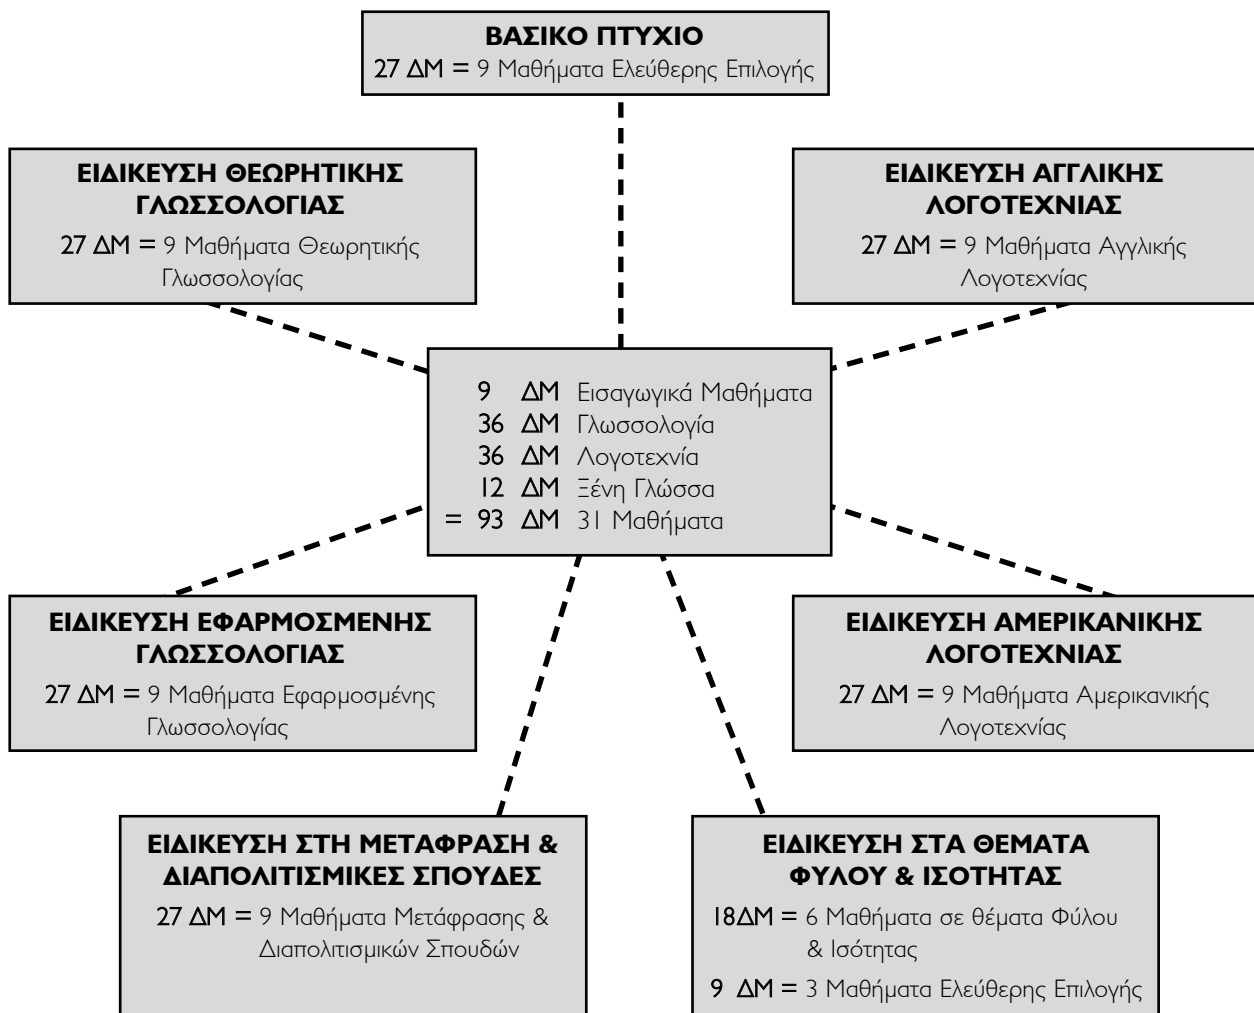 ΒΑΣΙΚΟ ΠΤΥΧΙΟ
27 ΔΜ = 9 Μαθήματα Ελεύθερης Επιλογής
ΕΙΔΙΚΕΥΣΗ ΘΕΩΡΗΤΙΚΗΣ
ΓΛΩΣΣΟΛΟΓΙΑΣ
27 ΔΜ = 9 Μαθήματα Θεωρητικής
Γλωσσολογίας
ΕΙΔΙΚΕΥΣΗ ΑΓΓΛΙΚΗΣ
ΛΟΓΟΤΕΧΝΙΑΣ
27 ΔΜ = 9 Μαθήματα Αγγλικής
Λογοτεχνίας
9 ΔΜ Εισαγωγικά Μαθήματα
36 ΔΜ Γλωσσολογία
36 ΔΜ Λογοτεχνία
12 ΔΜ Ξένη Γλώσσα
= 93 ΔΜ 31 Μαθήματα
ΕΙΔΙΚΕΥΣΗ ΕΦΑΡΜΟΣΜΕΝΗΣ
ΓΛΩΣΣΟΛΟΓΙΑΣ
27 ΔΜ = 9 Μαθήματα Εφαρμοσμένης
Γλωσσολογίας
ΕΙΔΙΚΕΥΣΗ ΑΜΕΡΙΚΑΝΙΚΗΣ
ΛΟΓΟΤΕΧΝΙΑΣ
27 ΔΜ = 9 Μαθήματα Αμερικανικής
Λογοτεχνίας
ΕΙΔΙΚΕΥΣΗ ΣΤΗ ΜΕΤΑΦΡΑΣΗ &
ΔΙΑΠΟΛΙΤΙΣΜΙΚΕΣ ΣΠΟΥΔΕΣ
27 ΔΜ = 9 Μαθήματα Μετάφρασης &
Διαπολιτισμικών Σπουδών
ΕΙΔΙΚΕΥΣΗ ΣΤΑ ΘΕΜΑΤΑ
ΦΥΛΟΥ & ΙΣΟΤΗΤΑΣ
18ΔΜ = 6 Μαθήματα σε θέματα Φύλου
& Ισότητας
9 ΔΜ = 3 Μαθήματα Ελεύθερης Επιλογής